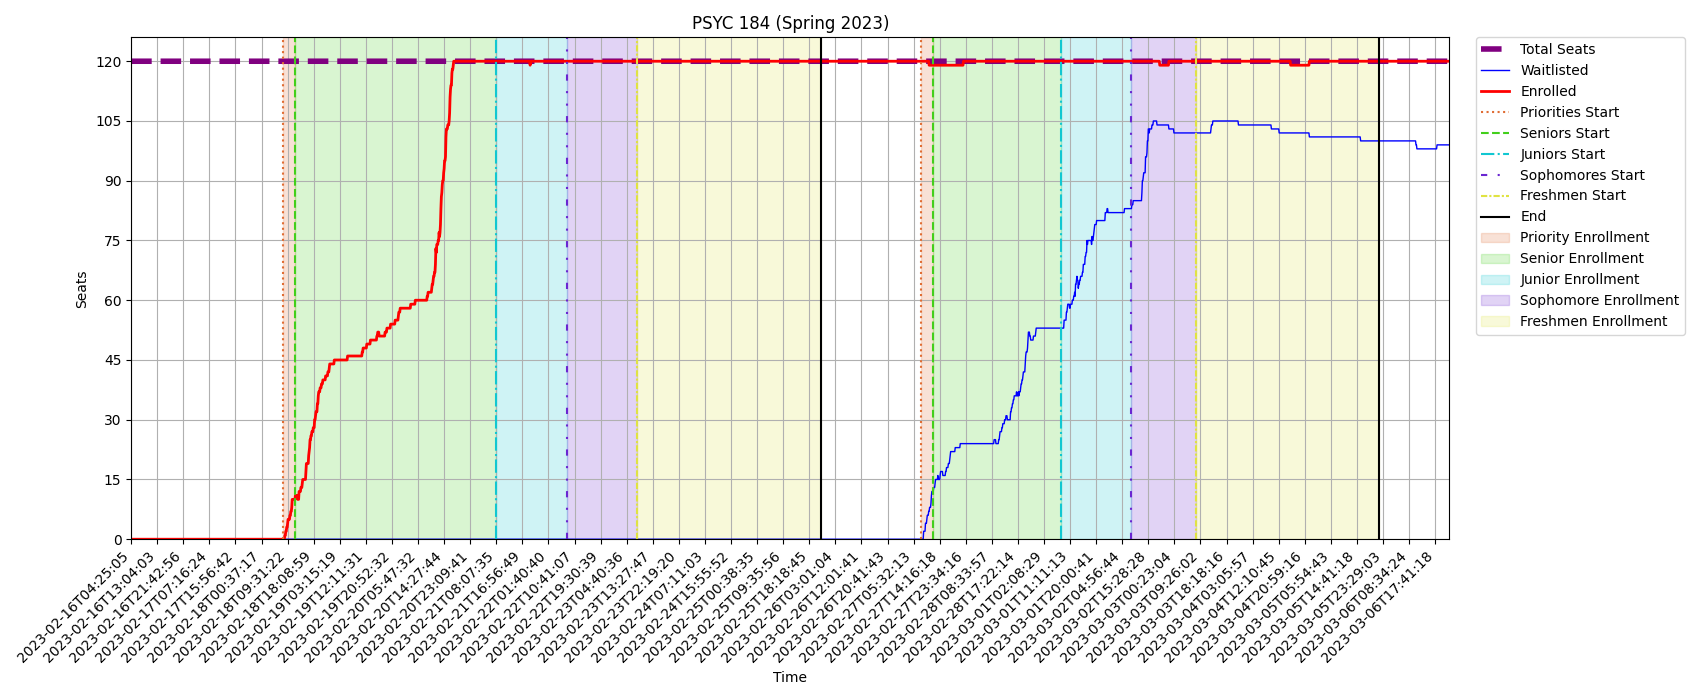 PSYC 184 (Spring 2023)
Seats
120
105
90
75
60
45
30
15
0
2023-02-16T04:25:05
2023-02-16T13:04:03
2023-02-16T21:42:56
2023-02-17T07:16:24
2023-02-17T15:56:42
2023-02-18T00:37:17
2023-02-18T09:31:22
2023-02-18T18:08:59
2023-02-19T03:15:19
2023-02-19T12:11:31
2023-02-19T20:52:32
2023-02-20T05:47:32
2023-02-20T14:27:44
2023-02-20T23:09:41
2023-02-21T08:07:35
2023-02-21T16:56:49
2023-02-22T01:40:40
2023-02-22T10:41:07
2023-02-22T19:30:39
2023-02-23T04:40:36
2023-02-23T13:27:47
2023-02-23T22:19:20
2023-02-24T07:11:03
2023-02-24T15:55:52
2023-02-25T00:38:35
2023-02-25T09:35:56
2023-02-25T18:18:45
2023-02-26T03:01:04
2023-02-26T12:01:41
2023-02-26T20:41:43
2023-02-27T05:32:13
2023-02-27T14:16:18
2023-02-27T23:34:16
2023-02-28T08:33:57
2023-02-28T17:22:14
2023-03-01T02:08:29
2023-03-01T11:11:13
2023-03-01T20:00:41
2023-03-02T04:56:44
2023-03-02T15:28:28
2023-03-03T00:23:04
2023-03-03T09:26:02
2023-03-03T18:18:16
2023-03-04T03:05:57
2023-03-04T12:10:45
2023-03-04T20:59:16
2023-03-05T05:54:43
2023-03-05T14:41:18
2023-03-05T23:29:03
2023-03-06T08:34:24
2023-03-06T17:41:18
Time
Total Seats
Waitlisted
Enrolled
Priorities Start
Seniors Start
Juniors Start
Sophomores Start
Freshmen Start
End
Priority Enrollment
Senior Enrollment
Junior Enrollment
Sophomore Enrollment
Freshmen Enrollment